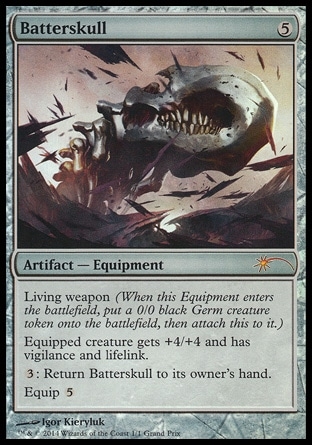 Batterskull 5
Artifact — Equipment
Living weapon (When this Equipment
enters the battlefield, put a 0/0 black Germ creature
token onto the battlefield, then attach this to it.)
Equipped creature gets +4/+4 and has
vigilance and lifelink.
3: Return Batterskull to its owner's hand.
Equip 5
Igor Kieryluk
™ & © 2014 Wizards of the Coast 1/1 Grand Prix